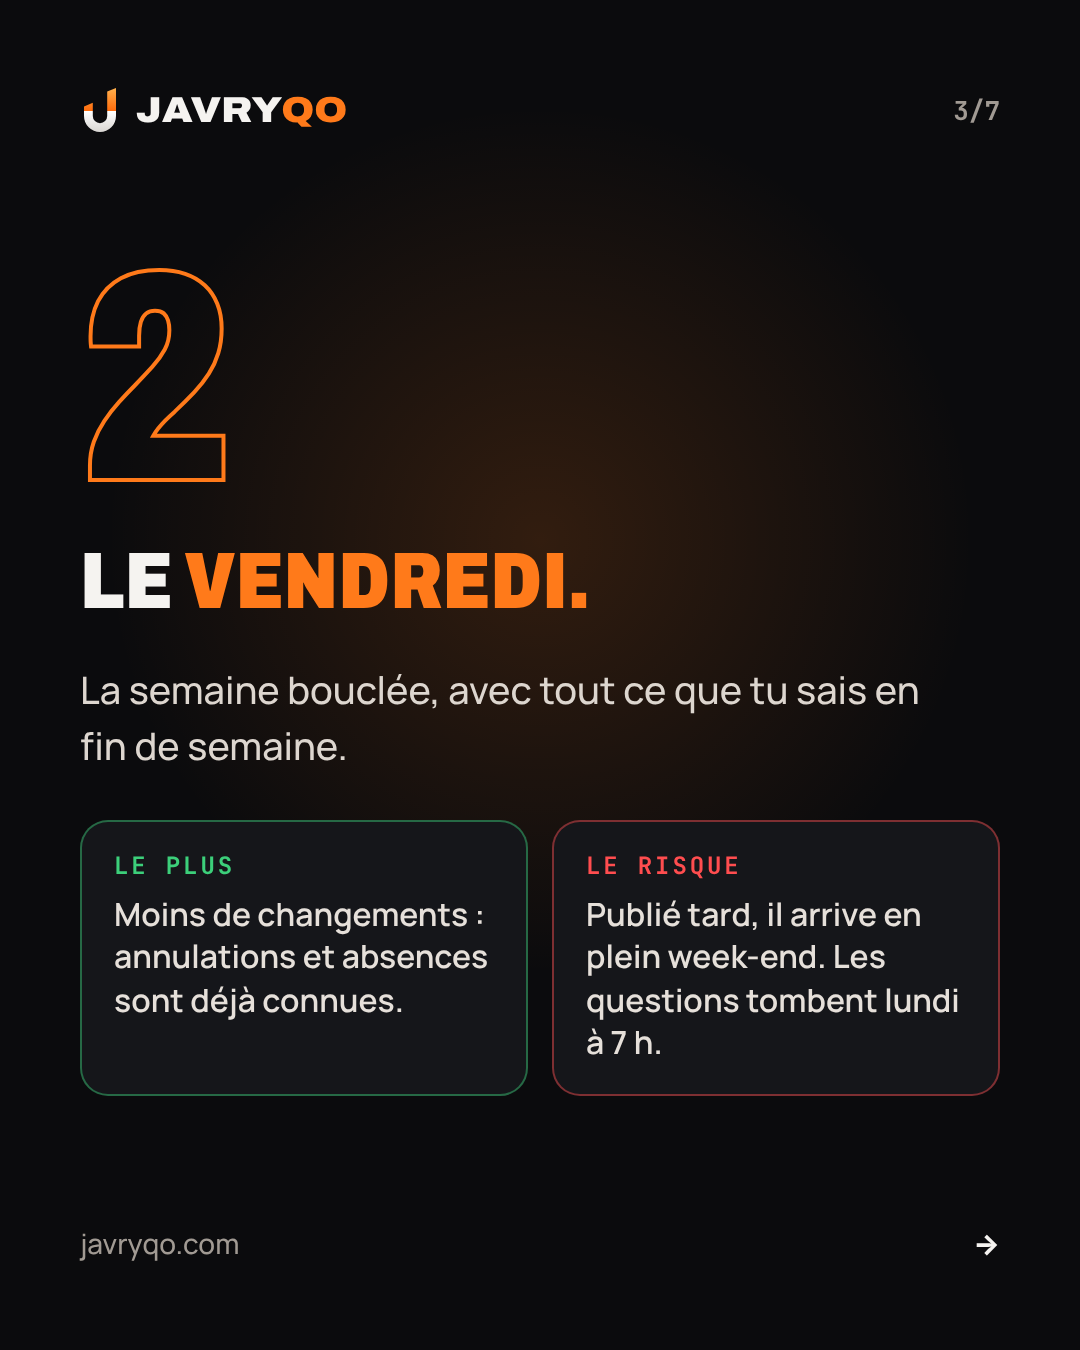 JAVRYQO
3/7
2
LE VENDREDI.
La semaine bouclée, avec tout ce que tu sais en
fin de semaine.
LE PLUS
Moins de changements :
annulations et absences
sont déjà connues.
LE RISQUE
Publié tard, il arrive en
plein week-end. Les
questions tombent lundi
à 7 h.
javryqo.com
→